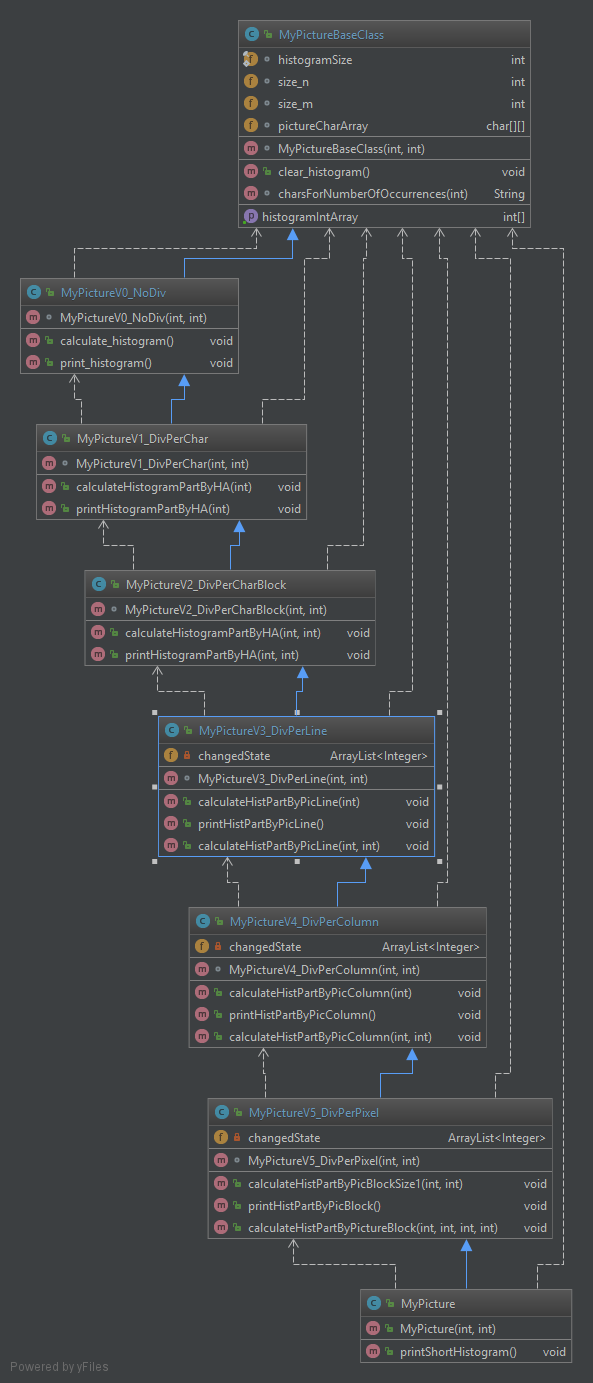 MyPictureBaseClass
histogramSize int
size_n int
size_m int
pictureCharArray char[][]
MyPictureBaseClass(int, int)
clear_histogram() void
charsForNumberOfOccurrences(int) String
histogramIntArray int[]
MyPictureV0_NoDiv
MyPictureV0_NoDiv(int, int)
calculate_histogram() void
print_histogram() void
MyPictureV1_DivPerChar
MyPictureV1_DivPerChar(int, int)
calculateHistogramPartByHA(int) void
printHistogramPartByHA(int) void
MyPictureV2_DivPerCharBlock
MyPictureV2_DivPerCharBlock(int, int)
calculateHistogramPartByHA(int, int) void
printHistogramPartByHA(int, int) void
MyPictureV3_DivPerLine
changedState ArrayList<Integer>
MyPictureV3_DivPerLine(int, int)
calculateHistPartByPicLine(int) void
printHistPartByPicLine() void
calculateHistPartByPicLine(int, int) void
MyPictureV4_DivPerColumn
changedState ArrayList<Integer>
MyPictureV4_DivPerColumn(int, int)
calculateHistPartByPicColumn(int) void
printHistPartByPicColumn() void
calculateHistPartByPicColumn(int, int) void
MyPictureV5_DivPerPixel
changedState ArrayList<Integer>
MyPictureV5_DivPerPixel(int, int)
calculateHistPartByPicBlockSize1(int, int) void
printHistPartByPicBlock() void
calculateHistPartByPictureBlock(int, int, int, int) void
MyPicture
MyPicture(int, int)
printShortHistogram() void
Powered by yFiles